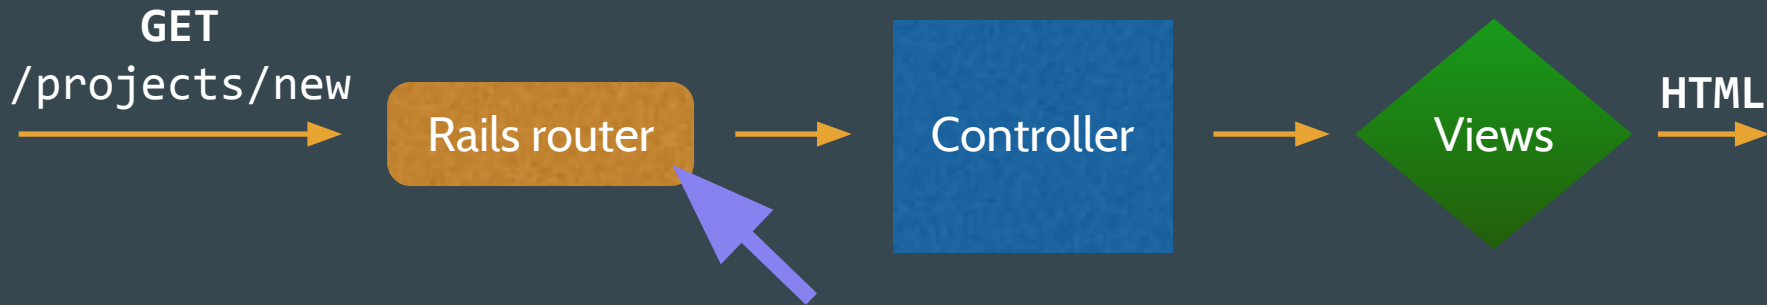 GET
/projects/new
Rails router
Controller
Views
HTML